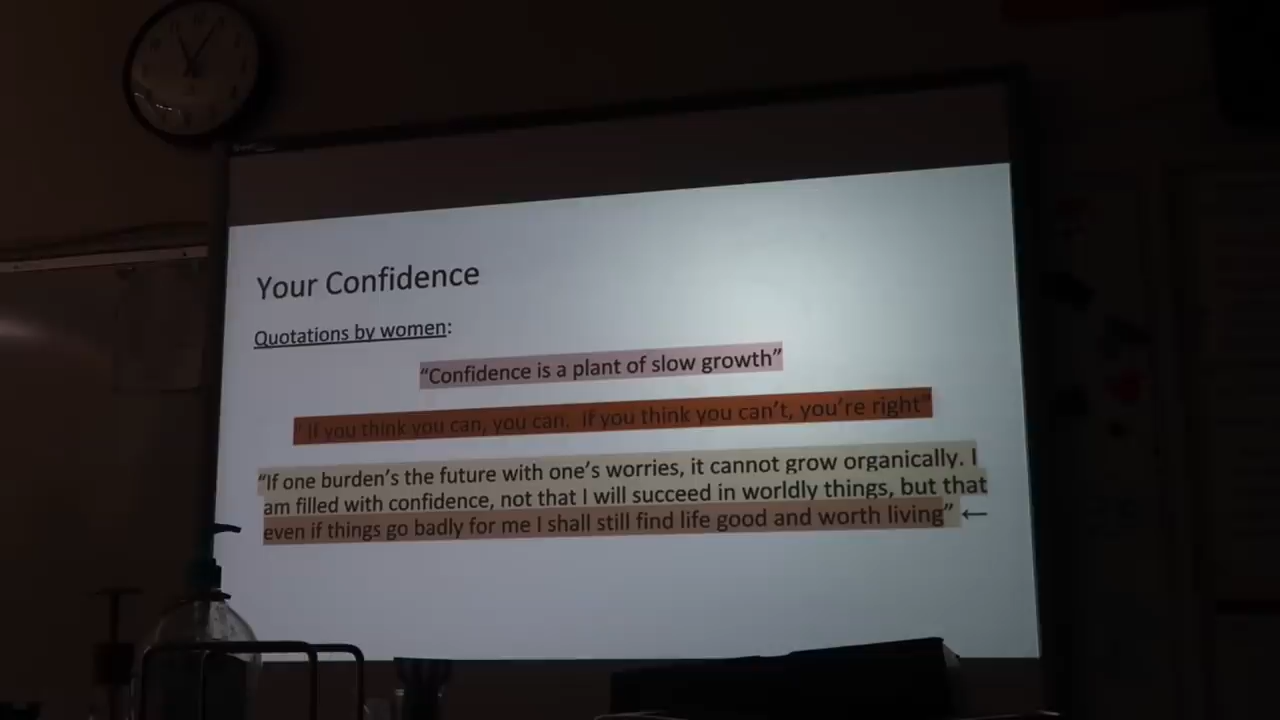 Your Confidence
Quotations by women:
“Confidence is a plant of slow growth”
“ If you think you can, you can.  If you think you can’t, you’re right”
“If one burden’s the future with one’s worries, it cannot grow organically. I
am filled with confidence, not that I will succeed in worldly things, but that
even if things go badly for me I shall still find life good and worth living” ←